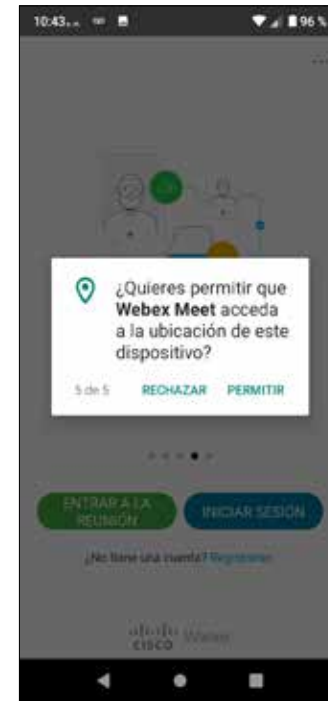 10:43
96 %
¿Quieres permitir que
Webex Meet acceda
a la ubicación de este
dispositivo?
5 de 5 RECHAZAR PERMITIR
ENTRAR A LA
REUNIÓN
INICIAR SESIÓN
¿No tiene una cuenta? Regístrese
cisco Webex